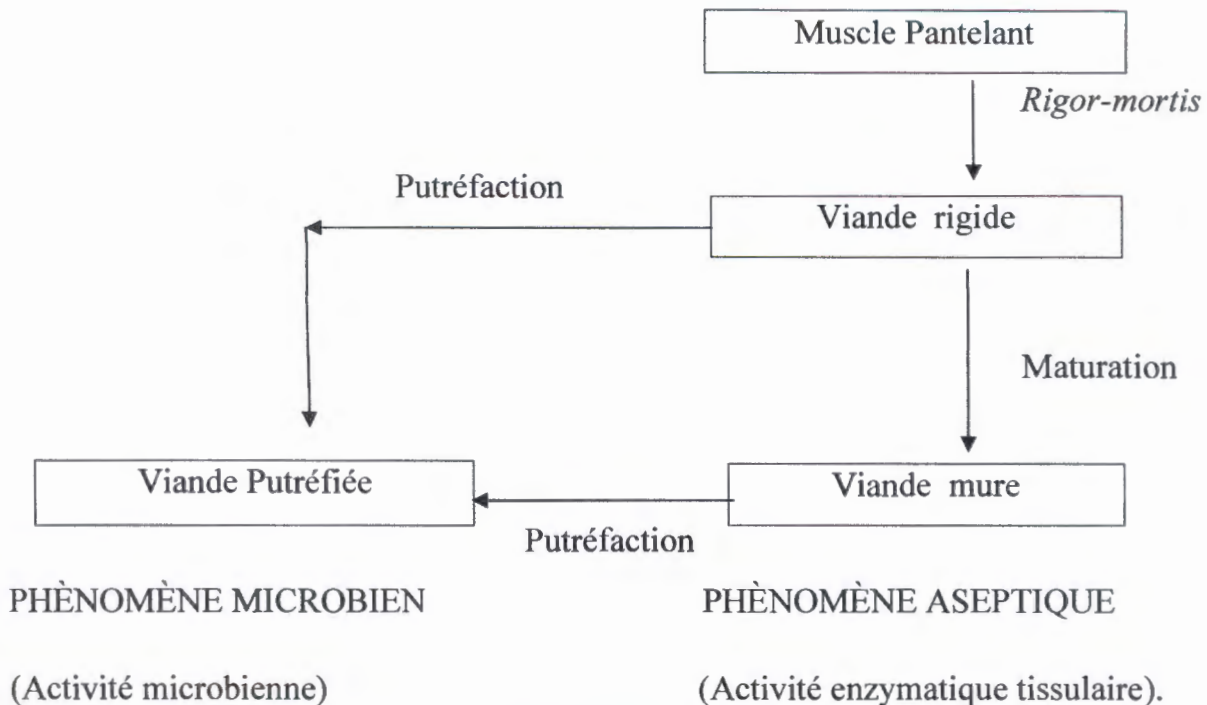 Muscle Pantelant
Rigor-mortis
Putréfaction
Viande rigide
Maturation
Viande Putréfiée
Viande mure
Putréfaction
PHÈNOMÈNE MICROBIEN
PHÈNOMÈNE ASEPTIQUE
(Activité microbienne)
(Activité enzymatique tissulaire).